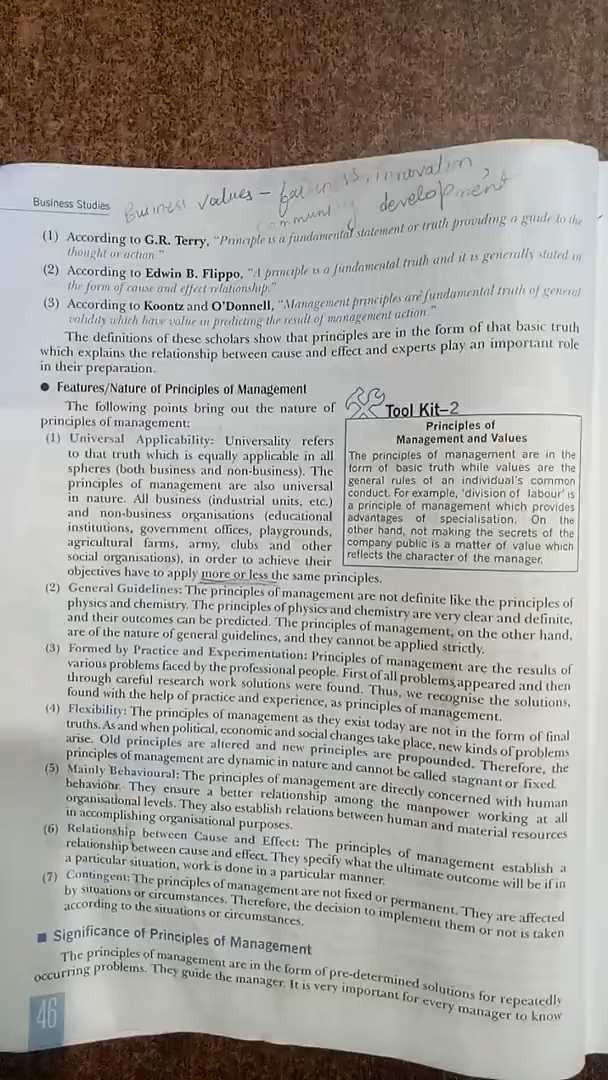 Business Values – fairness, innovation,
community development
Business Studies
(1) According to G.R. Terry, "Principle is a fundamental statement or truth providing a guide to the
thought or action."
(2) According to Edwin B. Flippo, "A principle is a fundamental truth and it is generally stated in
the form of cause and effect relationship."
(3) According to Koontz and O'Donnell, "Management principles are fundamental truth of general
validity which have value in predicting the result of management action."
The definitions of these scholars show that principles are in the form of that basic truth
which explains the relationship between cause and effect and experts play an important role
in their preparation.
● Features/Nature of Principles of Management
The following points bring out the nature of
principles of management:
(1) Universal Applicability: Universality refers
to that truth which is equally applicable in all
spheres (both business and non-business). The
principles of management are also universal
in nature. All business (industrial units, etc.)
and non-business organisations (educational
institutions, government offices, playgrounds,
agricultural farms, army, clubs and other
social organisations), in order to achieve their
objectives have to apply more or less the same principles.
Tool Kit–2
Principles of
Management and Values
The principles of management are in the
form of basic truth while values are the
general rules of an individual's common
conduct. For example, 'division of labour' is
a principle of management which provides
advantages of specialisation. On the
other hand, not making the secrets of the
company public is a matter of value which
reflects the character of the manager.
(2) General Guidelines: The principles of management are not definite like the principles of
physics and chemistry. The principles of physics and chemistry are very clear and definite,
and their outcomes can be predicted. The principles of management, on the other hand,
are of the nature of general guidelines, and they cannot be applied strictly.
(3) Formed by Practice and Experimentation: Principles of management are the results of
various problems faced by the professional people. First of all problems appeared and then
through careful research work solutions were found. Thus, we recognise the solutions,
found with the help of practice and experience, as principles of management.
(4) Flexibility: The principles of management as they exist today are not in the form of final
truths. As and when political, economic and social changes take place, new kinds of problems
arise. Old principles are altered and new principles are propounded. Therefore, the
principles of management are dynamic in nature and cannot be called stagnant or fixed.
(5) Mainly Behavioural: The principles of management are directly concerned with human
behaviour. They ensure a better relationship among the manpower working at all
organisational levels. They also establish relations between human and material resources
in accomplishing organisational purposes.
(6) Relationship between Cause and Effect: The principles of management establish a
relationship between cause and effect. They specify what the ultimate outcome will be if in
a particular situation, work is done in a particular manner.
(7) Contingent: The principles of management are not fixed or permanent. They are affected
by situations or circumstances. Therefore, the decision to implement them or not is taken
according to the situations or circumstances.
■ Significance of Principles of Management
The principles of management are in the form of pre-determined solutions for repeatedly
occurring problems. They guide the manager. It is very important for every manager to know
46